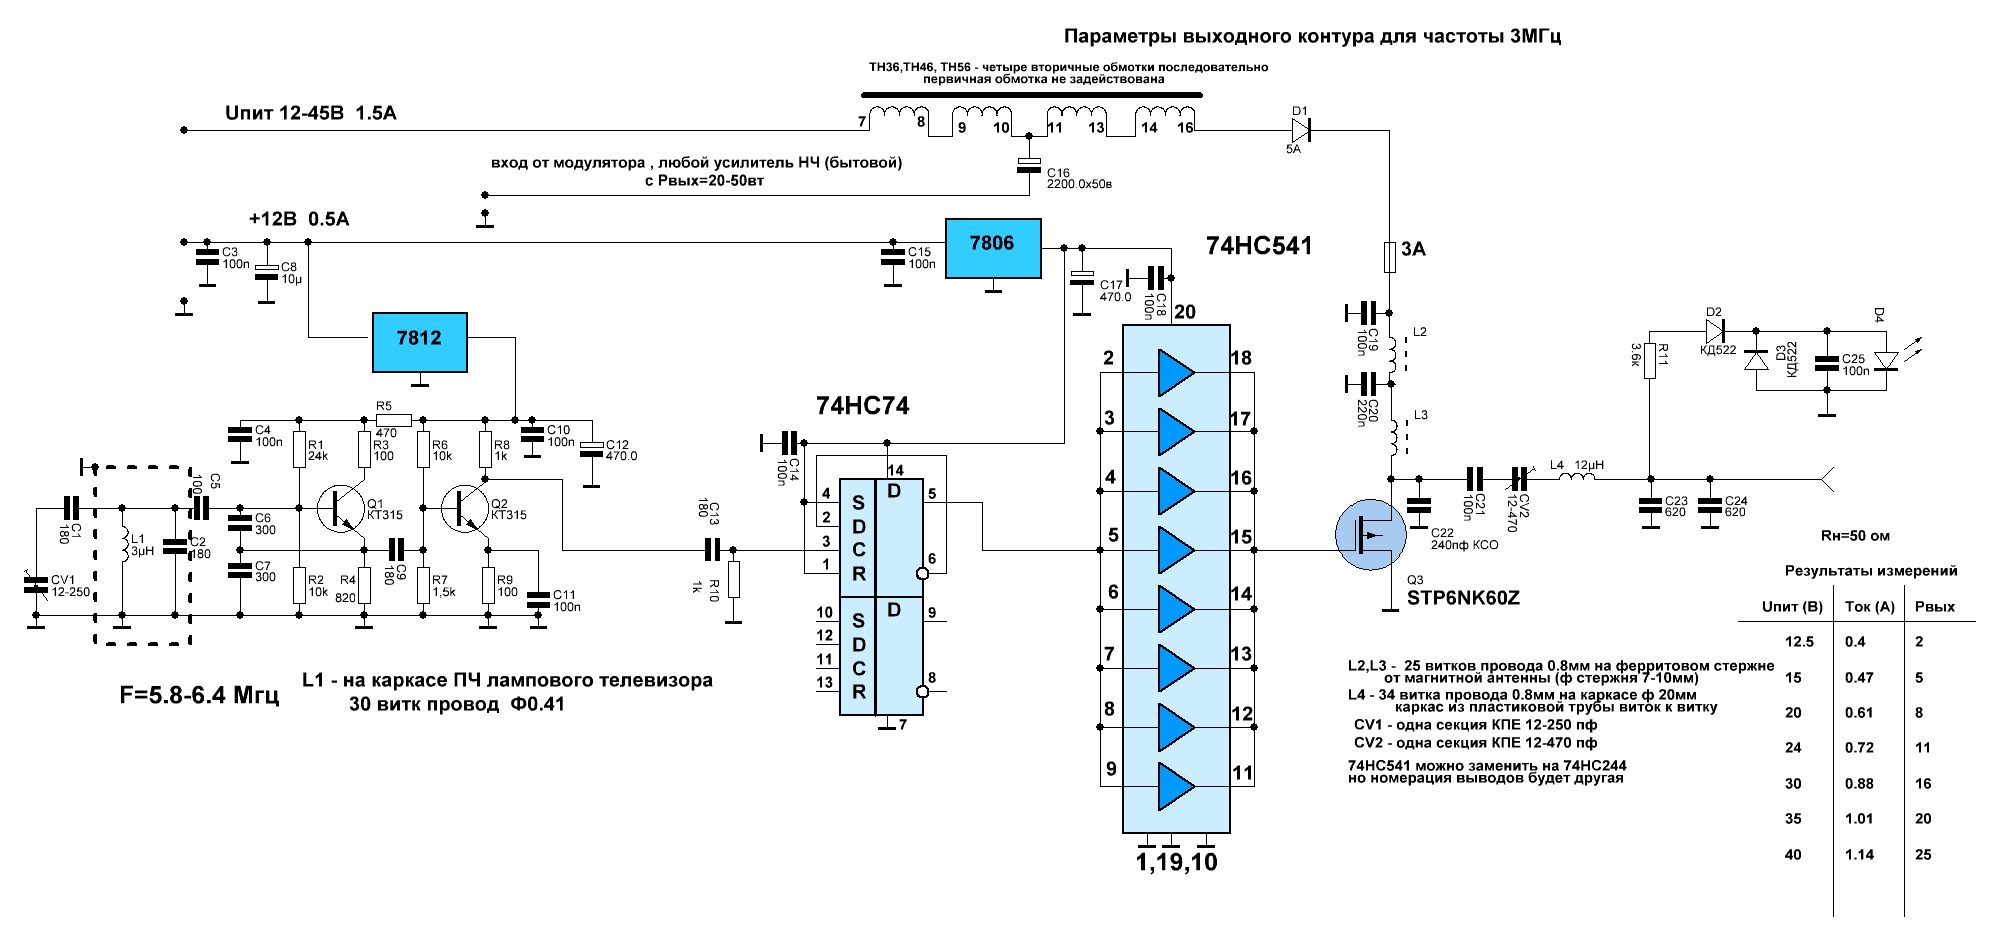 Параметры выходного контура для частоты 3МГц
ТН36,ТН46, ТН56 - четыре вторичные обмотки последовательно
первичная обмотка не задействована
Uпит 12-45В 1.5А
7 8 9 10 11 13 14 16
D1
5А
вход от модулятора , любой усилитель НЧ (бытовой)
с Рвых=20-50вт
C16
2200.0х50в
+12В 0.5А
C3
100n
C8
10µ
C15
100n
7806
74HC541
3А
C17
470.0
C18
100n
20
7812
C19
100n
L2
C20
220n
L3
R11
3.6к
D2
КД522
D3
КД522
C25
100n
D4
74HC74
C4
100n
R1
24k
R3
100
R5
470
R6
10k
R8
1k
C10
100n
C12
470.0
C14
100n
C1
180
C5
100
L1
3µH
C2
180
CV1
12-250
C6
300
C7
300
Q1
КТ315
Q2
КТ315
R2
10k
R4
820
C9
180
R7
1,5k
R9
100
C11
100n
C13
180
R10
1k
14
4 S D 5
2 D
3 C 6
1 R
10 S D 9
12 D
11 C 8
13 R
7
2 18
3 17
4 16
5 15
6 14
7 13
8 12
9 11
1,19,10
Q3
STP6NK60Z
C22
240пф КСО
C21
100n
CV2
12-470
L4 12µH
C23
620
C24
620
Rн=50 ом
Результаты измерений
Uпит (В) Ток (А) Рвых
12.5 0.4 2
15 0.47 5
20 0.61 8
24 0.72 11
30 0.88 16
35 1.01 20
40 1.14 25
F=5.8-6.4 Мгц
L1 - на каркасе ПЧ лампового телевизора
30 витк провод Ф0.41
L2,L3 - 25 витков провода 0.8мм на ферритовом стержне
от магнитной антенны (ф стержня 7-10мм)
L4 - 34 витка провода 0.8мм на каркасе ф 20мм
каркас из пластиковой трубы виток к витку
CV1 - одна секция КПЕ 12-250 пф
CV2 - одна секция КПЕ 12-470 пф
74HC541 можно заменить на 74HC244
но номерация выводов будет другая